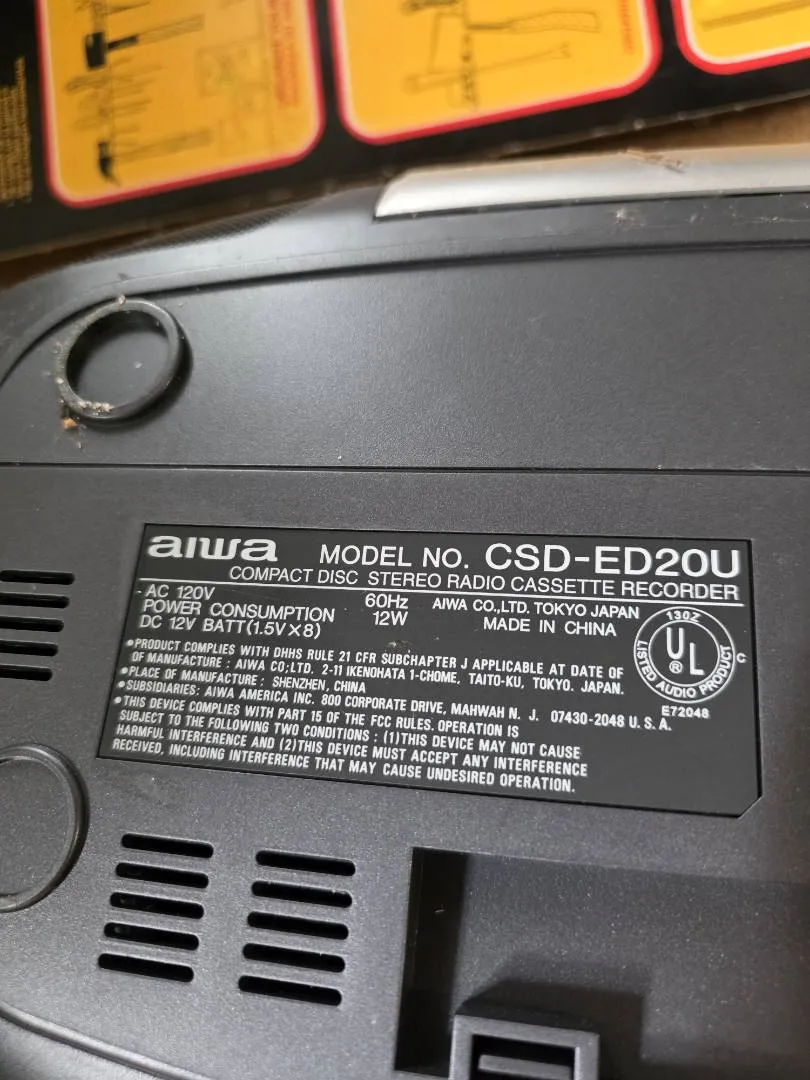 aiwa MODEL NO. CSD-ED20U
COMPACT DISC STEREO RADIO CASSETTE RECORDER
AC 120V 60Hz AIWA CO.,LTD. TOKYO JAPAN
POWER CONSUMPTION 12W MADE IN CHINA
DC 12V BATT(1.5V×8)
130Z
UL
®
LISTED AUDIO PRODUCT
C
E72048
•PRODUCT COMPLIES WITH DHHS RULE 21 CFR SUBCHAPTER J APPLICABLE AT DATE OF
OF MANUFACTURE : AIWA CO;LTD. 2-11 IKENOHATA 1-CHOME, TAITO-KU, TOKYO. JAPAN.
•PLACE OF MANUFACTURE : SHENZHEN, CHINA
•SUBSIDIARIES: AIWA AMERICA INC. 800 CORPORATE DRIVE, MAHWAH N. J. 07430-2048 U. S. A.
•THIS DEVICE COMPLIES WITH PART 15 OF THE FCC RULES. OPERATION IS
SUBJECT TO THE FOLLOWING TWO CONDITIONS : (1)THIS DEVICE MAY NOT CAUSE
HARMFUL INTERFERENCE AND (2)THIS DEVICE MUST ACCEPT ANY INTERFERENCE
RECEIVED, INCLUDING INTERFERENCE THAT MAY CAUSE UNDESIRED OPERATION.